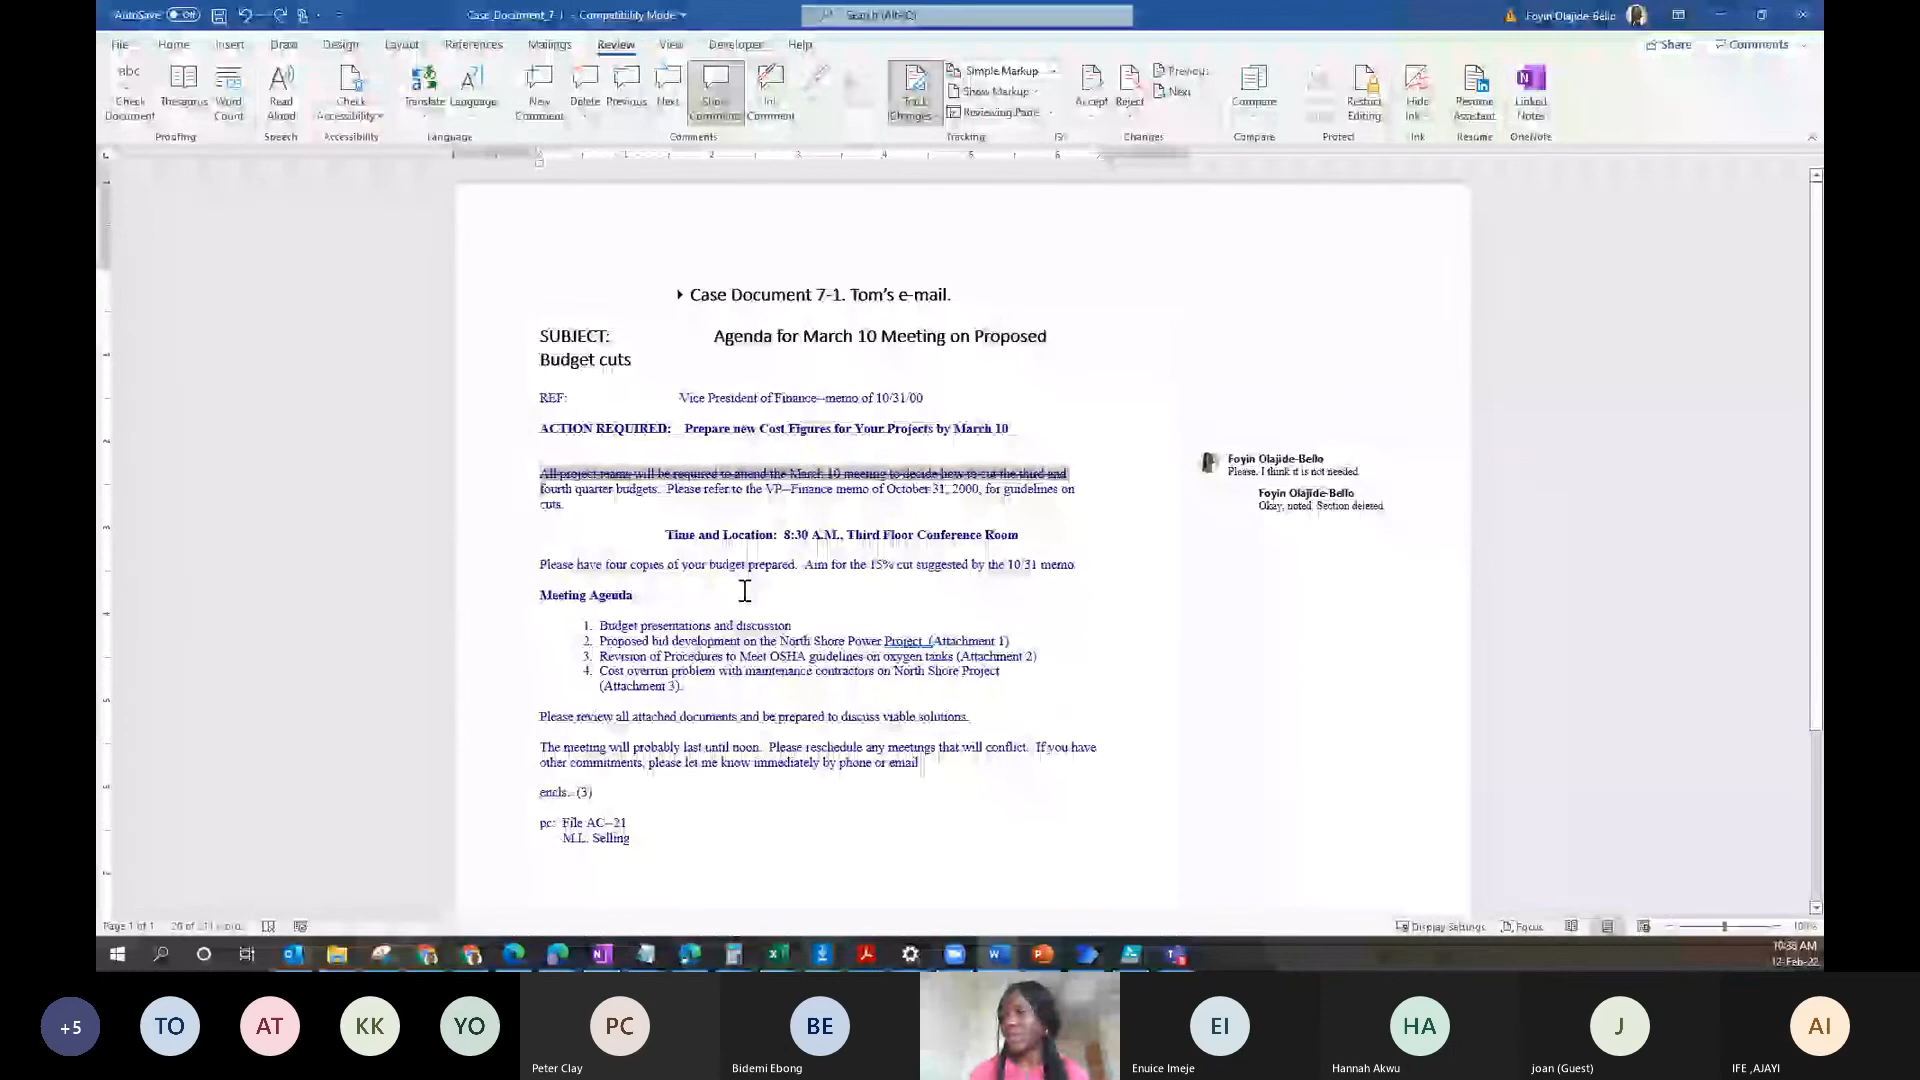 AutoSave Off Case_Document_7-1 - Compatibility Mode Search (Alt+Q) Foyin Olajide-Bello
File Home Insert Draw Design Layout References Mailings Review View Developer Help Share Comments
Check Document Thesaurus Word Count Read Aloud Check Accessibility Translate Language New Comment Delete Previous Next Show Comments Ink Comment Track Changes Simple Markup Show Markup Reviewing Pane Accept Reject Previous Next Compare Restrict Editing Hide Ink Resume Assistant Linked Notes
Proofing Speech Accessibility Language Comments Tracking Changes Compare Protect Ink Resume OneNote
Case Document 7-1. Tom's e-mail.
SUBJECT: Agenda for March 10 Meeting on Proposed
Budget cuts
REF: Vice President of Finance--memo of 10/31/00
ACTION REQUIRED: Prepare new Cost Figures for Your Projects by March 10
All project teams will be required to attend the March 10 meeting to decide how to cut the third and
fourth quarter budgets. Please refer to the VP—Finance memo of October 31, 2000, for guidelines on
cuts.
Foyin Olajide-Bello
Please, I think it is not needed.
Foyin Olajide-Bello
Okay, noted. Section deleted.
Time and Location: 8:30 A.M., Third Floor Conference Room
Please have four copies of your budget prepared. Aim for the 15% cut suggested by the 10/31 memo.
Meeting Agenda
1. Budget presentations and discussion
2. Proposed bid development on the North Shore Power Project (Attachment 1)
3. Revision of Procedures to Meet OSHA guidelines on oxygen tanks (Attachment 2)
4. Cost overrun problem with maintenance contractors on North Shore Project
(Attachment 3).
Please review all attached documents and be prepared to discuss viable solutions.
The meeting will probably last until noon. Please reschedule any meetings that will conflict. If you have
other commitments, please let me know immediately by phone or email
encls. (3)
pc: File AC—21
M.L. Selling
Page 1 of 1 Display Settings Focus 100%
10:38 AM
12-Feb-22
+5 TO AT KK YO PC BE EI HA J AI
Peter Clay Bidemi Ebong Enuice Imeje Hannah Akwu joan (Guest) IFE ,AJAYI